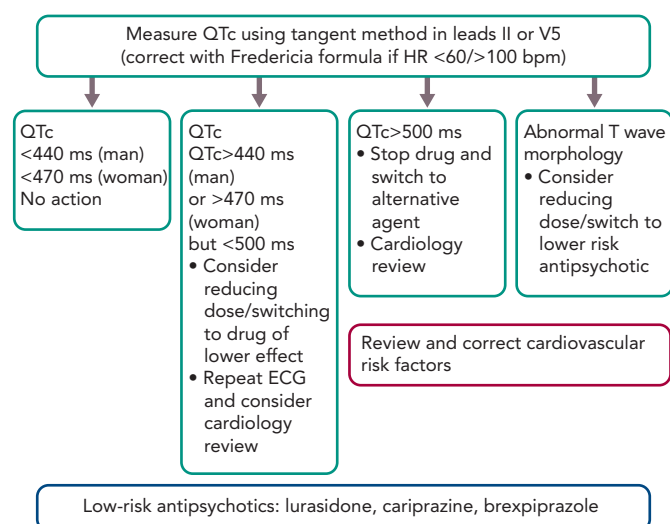 Measure QTc using tangent method in leads II or V5
(correct with Fredericia formula if HR <60/>100 bpm)
QTc
<440 ms (man)
<470 ms (woman)
No action
QTc
QTc>440 ms
(man)
or >470 ms
(woman)
but <500 ms
• Consider
reducing
dose/switching
to drug of
lower effect
• Repeat ECG
and consider
cardiology
review
QTc>500 ms
• Stop drug and
switch to
alternative
agent
• Cardiology
review
Abnormal T wave
morphology
• Consider
reducing
dose/switch to
lower risk
antipsychotic
Review and correct cardiovascular
risk factors
Low-risk antipsychotics: lurasidone, cariprazine, brexpiprazole